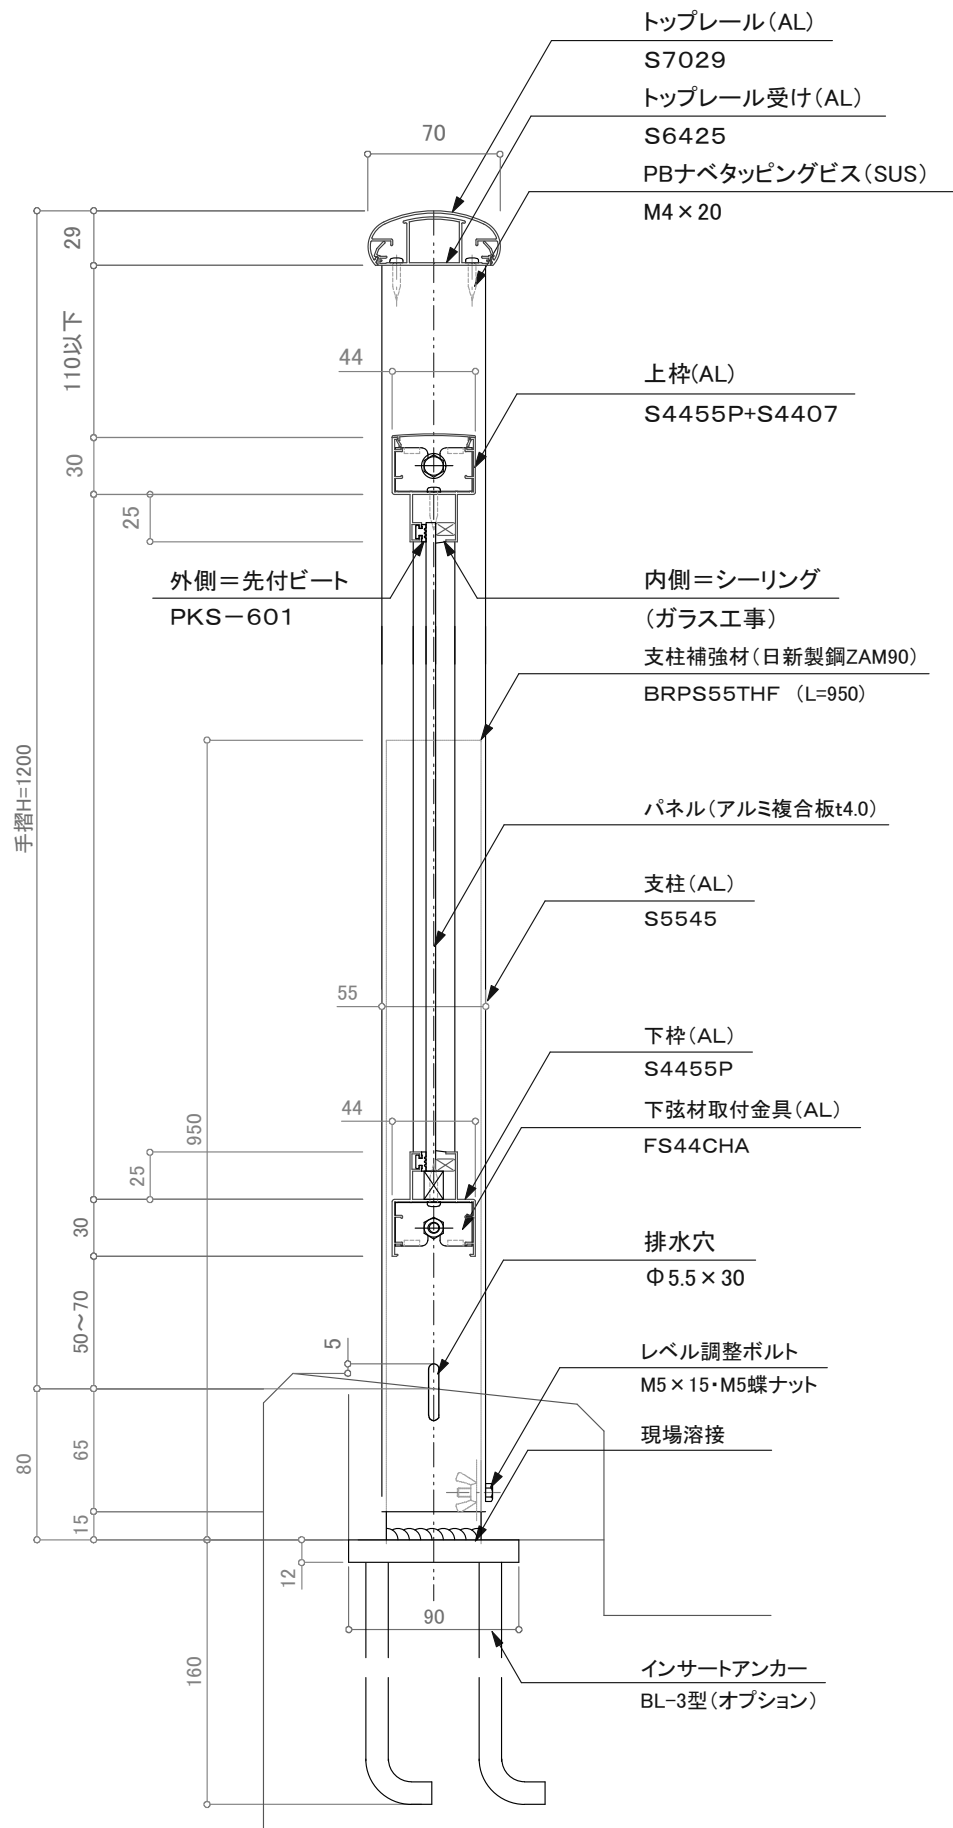 トップレール(AL)
S7029
トップレール受け(AL)
S6425
PBナベタッピングビス(SUS)
M4×20
70
29
110以下
44
上枠(AL)
S4455P+S4407
30
25
外側=先付ビート
PKS-601
内側=シーリング
(ガラス工事)
支柱補強材(日新製鋼ZAM90)
BRPS55THF (L=950)
手摺H=1200
パネル(アルミ複合板t4.0)
支柱(AL)
S5545
55
下枠(AL)
S4455P
44
下弦材取付金具(AL)
FS44CHA
950
25
30
排水穴
Φ5.5×30
50~70
5
レベル調整ボルト
M5×15・M5蝶ナット
現場溶接
80
65
15
12
90
160
インサートアンカー
BL-3型(オプション)